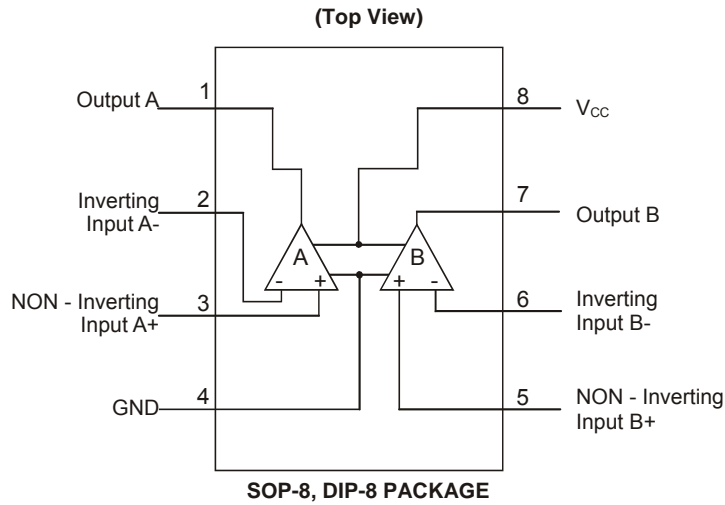 (Top View)
Output A
1
8
V_CC
Inverting
Input A-
2
7
Output B
A
B
- +
+ -
NON - Inverting
Input A+
3
6
Inverting
Input B-
GND
4
5
NON - Inverting
Input B+
SOP-8, DIP-8 PACKAGE